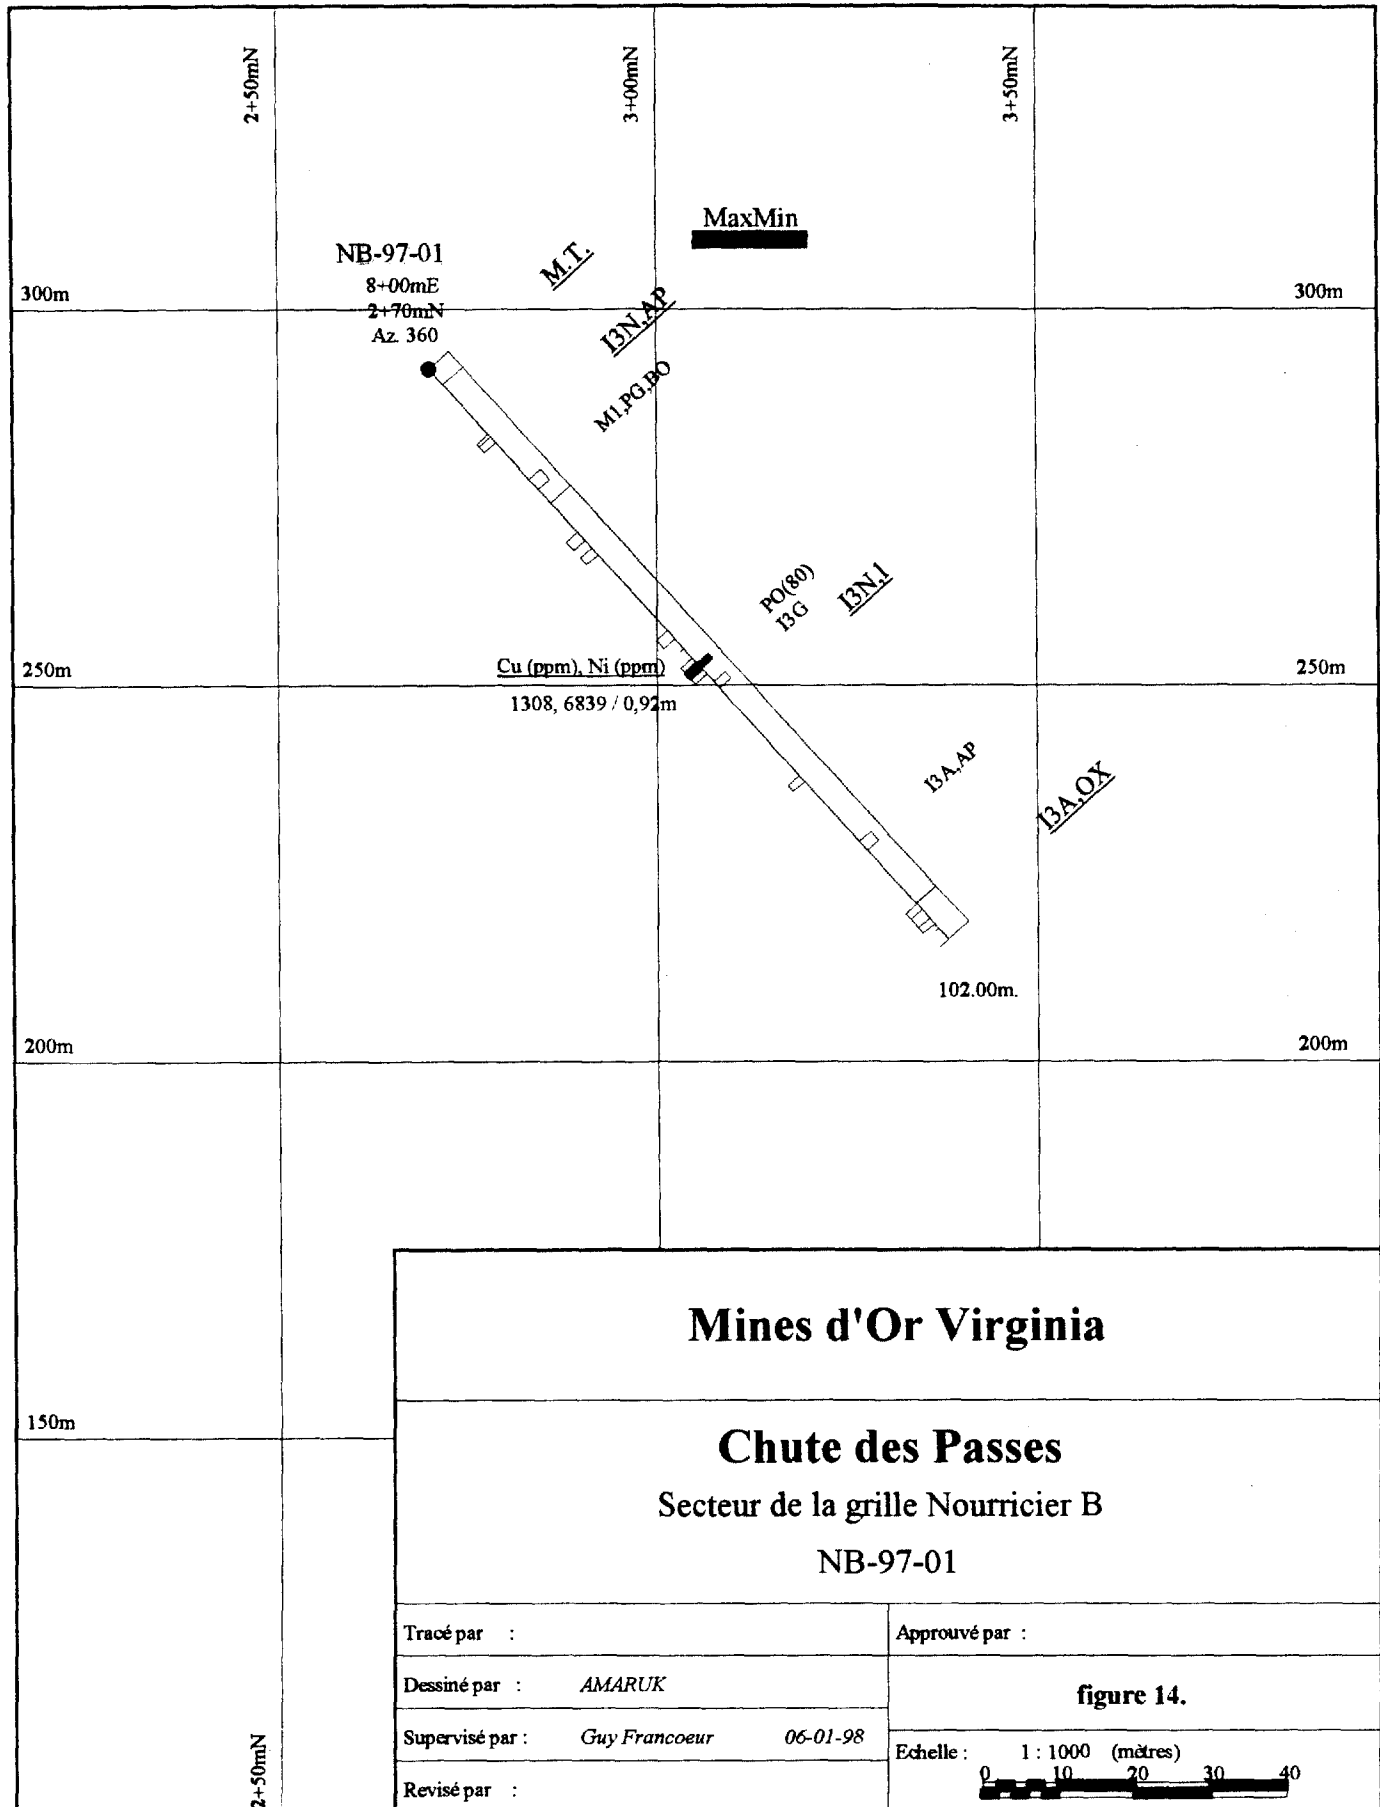 2+50mN
3+00mN
3+50mN
MaxMin
NB-97-01
8+00mE
2+70mN
Az. 360
M.T.
300m
300m
I3N,AP
M1,PG,BO
PO(80)
I3G
I3N,1
250m
Cu (ppm), Ni (ppm)
250m
1308, 6839 / 0,92m
I3A,AP
I3A,OX
102.00m.
200m
200m
150m
Mines d'Or Virginia
Chute des Passes
Secteur de la grille Nourricier B
NB-97-01
Tracé par :
Approuvé par :
Dessiné par : AMARUK
figure 14.
Supervisé par : Guy Francoeur 06-01-98
Echelle : 1 : 1000 (mètres)
0 10 20 30 40
Revisé par :
2+50mN